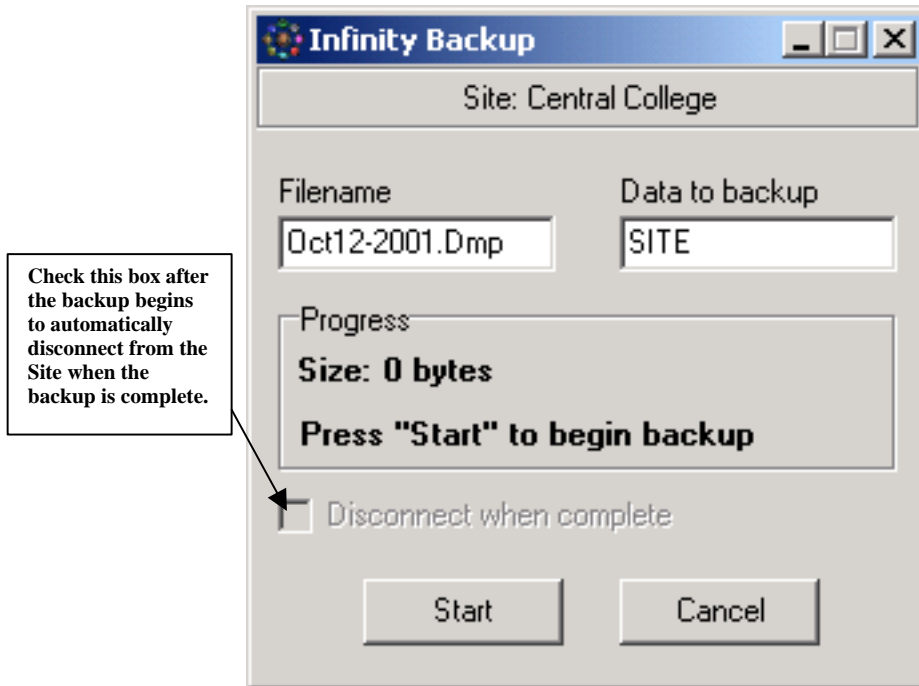 Infinity Backup
Site: Central College
Filename
Data to backup
Oct12-2001.Dmp
SITE
Check this box after
the backup begins
to automatically
disconnect from the
Site when the
backup is complete.
Progress
Size: 0 bytes
Press "Start" to begin backup
Disconnect when complete
Start
Cancel